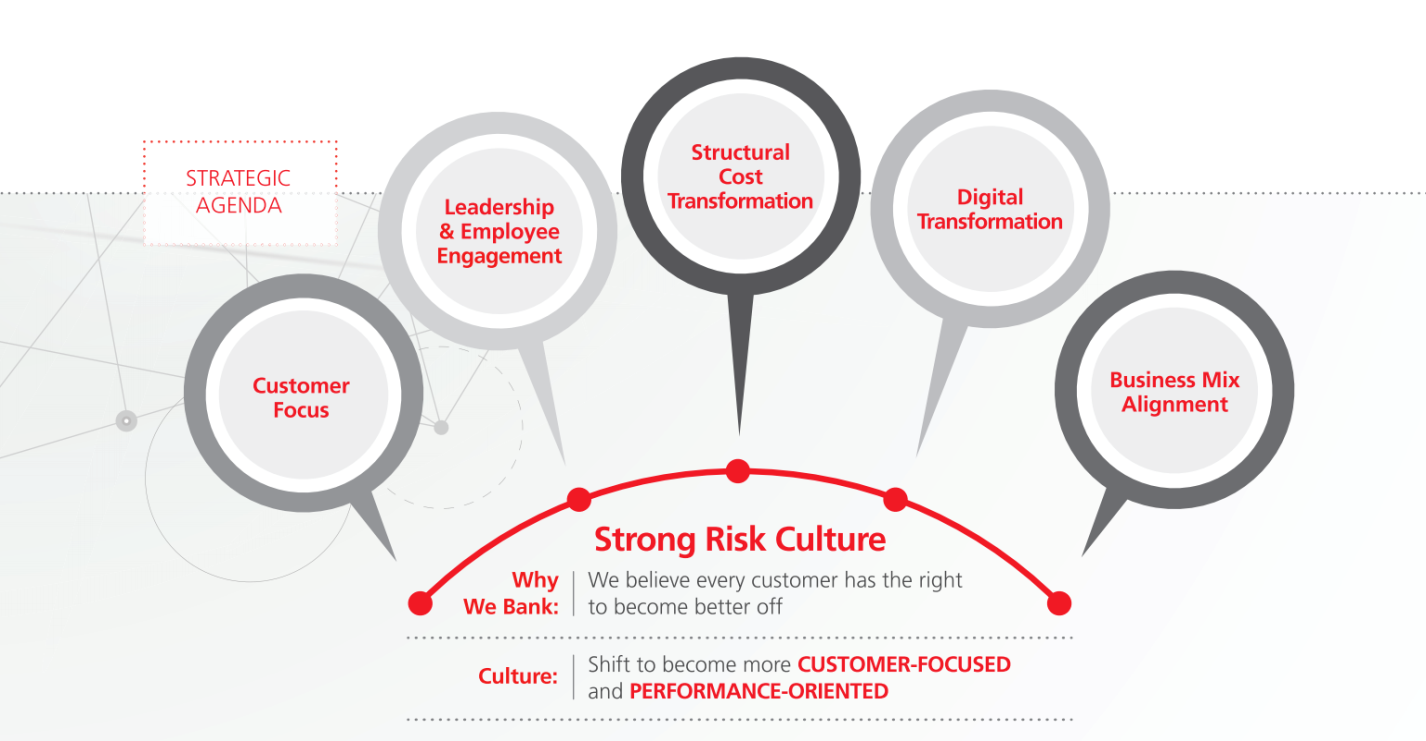 STRATEGIC
AGENDA
Customer
Focus
Leadership
& Employee
Engagement
Structural
Cost
Transformation
Digital
Transformation
Business Mix
Alignment
Strong Risk Culture
Why
We Bank:
We believe every customer has the right
to become better off
Culture:
Shift to become more CUSTOMER-FOCUSED
and PERFORMANCE-ORIENTED